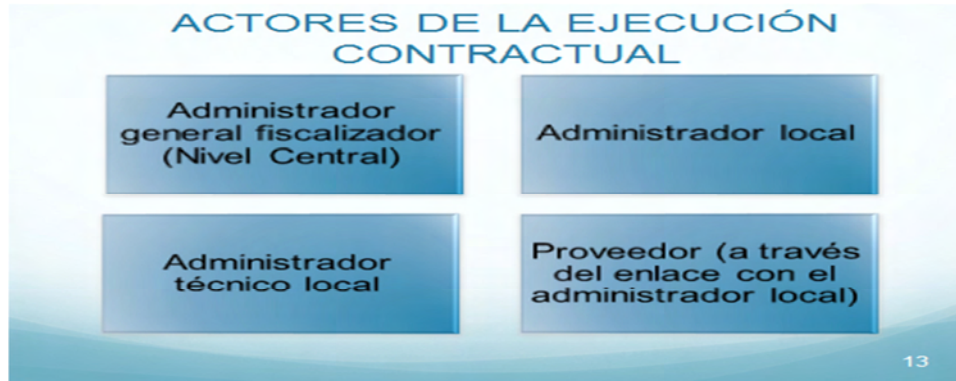 ACTORES DE LA EJECUCIÓN
CONTRACTUAL
Administrador
general fiscalizador
(Nivel Central)
Administrador local
Administrador
técnico local
Proveedor (a través
del enlace con el
administrador local)
13